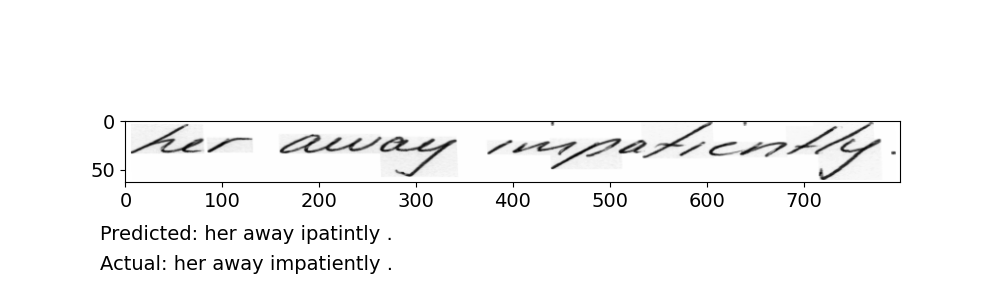 0
her away impatiently .
50
0 100 200 300 400 500 600 700
Predicted: her away ipatintly .
Actual: her away impatiently .